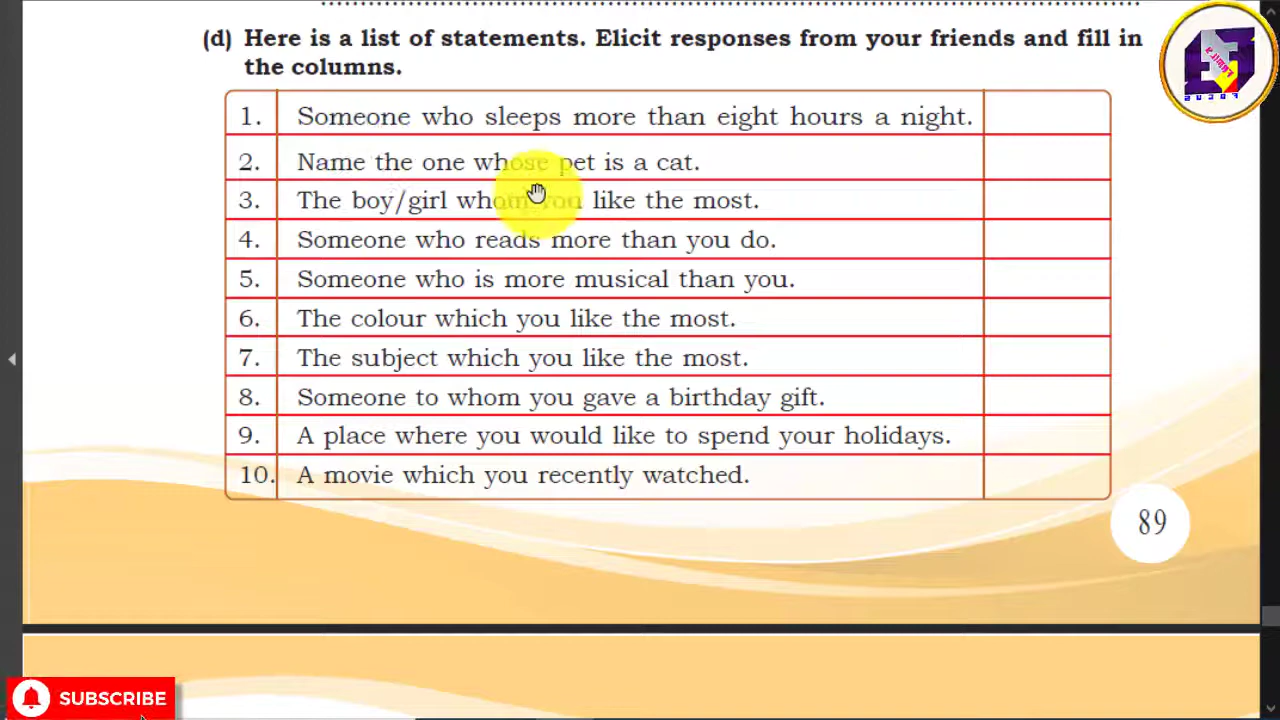 (d) Here is a list of statements. Elicit responses from your friends and fill in
the columns.
1. Someone who sleeps more than eight hours a night.
2. Name the one whose pet is a cat.
3. The boy/girl whom you like the most.
4. Someone who reads more than you do.
5. Someone who is more musical than you.
6. The colour which you like the most.
7. The subject which you like the most.
8. Someone to whom you gave a birthday gift.
9. A place where you would like to spend your holidays.
10. A movie which you recently watched.
89
SUBSCRIBE